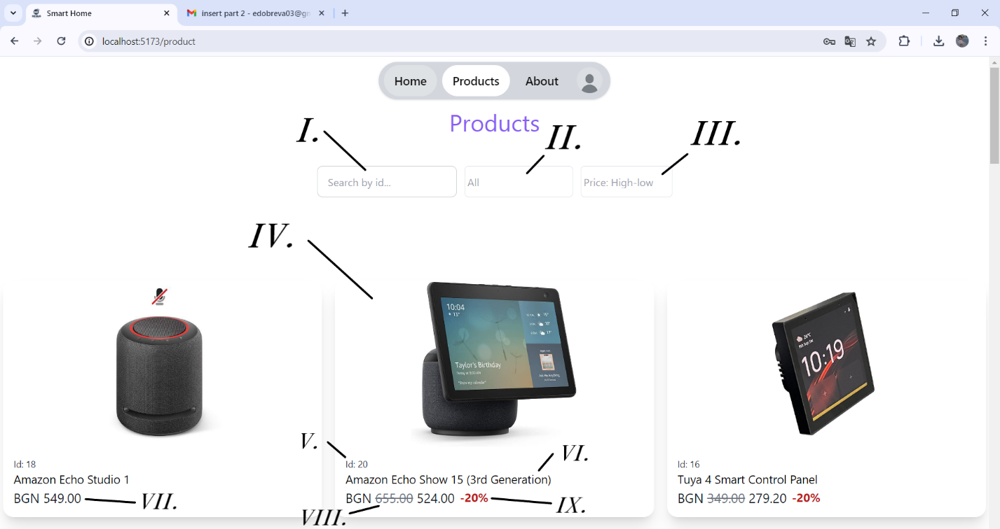 Smart Home
insert part 2 - edobreva03@gm
localhost:5173/product
Home Products About
Products
I. II. III.
Search by id... All Price: High-low
IV.
10:04
13°
15°
Taylor's Birthday
10:19
26°C
V. VI.
Id: 18 Id: 20 Id: 16
Amazon Echo Studio 1 Amazon Echo Show 15 (3rd Generation) Tuya 4 Smart Control Panel
BGN 549.00 VII. BGN 655.00 524.00 -20% IX. BGN 349.00 279.20 -20%
VIII.